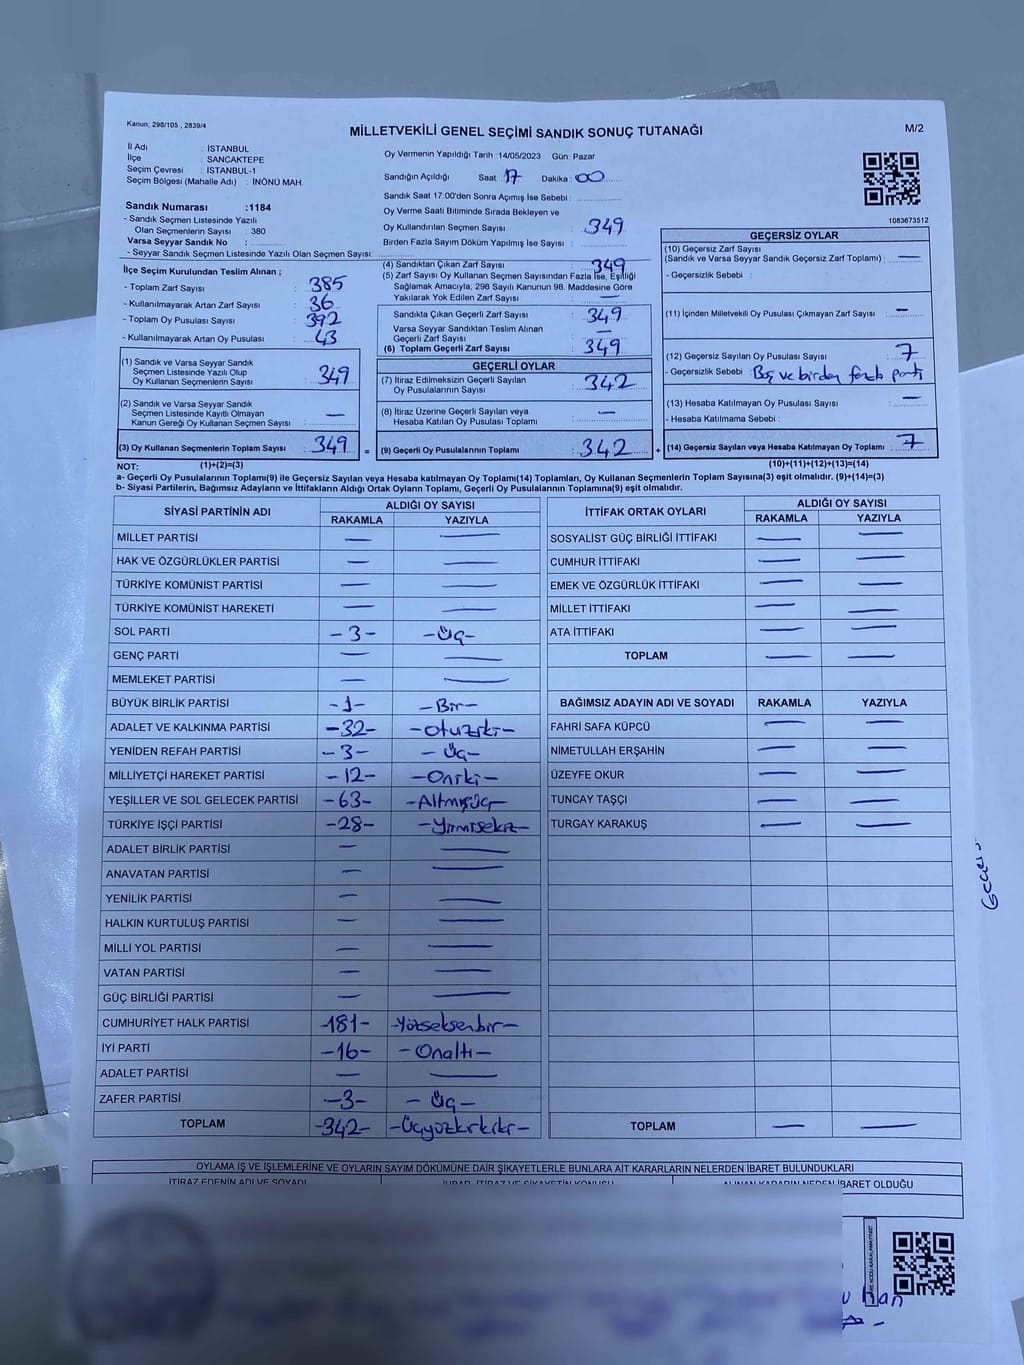 Kanun; 298/105 , 2839/4
MİLLETVEKİLİ GENEL SEÇİMİ SANDIK SONUÇ TUTANAĞI
M/2
İl Adı : İSTANBUL
İlçe : SANCAKTEPE
Seçim Çevresi : İSTANBUL-1
Seçim Bölgesi (Mahalle Adı) : İNÖNÜ MAH.
Sandık Numarası :1184
- Sandık Seçmen Listesinde Yazılı
Olan Seçmenlerin Sayısı : 380
Varsa Seyyar Sandık No :
- Seyyar Sandık Seçmen Listesinde Yazılı Olan Seçmen Sayısı:
Oy Vermenin Yapıldığı Tarih :14/05/2023 Gün: Pazar
Sandığın Açıldığı Saat 17 Dakika :00
Sandık Saat 17:00'den Sonra Açımış İse Sebebi :
Oy Verme Saati Bitiminde Sırada Bekleyen ve
Oy Kullandırılan Seçmen Sayısı : 349
Birden Fazla Sayım Döküm Yapılmış İse Sayısı :
1083673512
İlçe Seçim Kurulundan Teslim Alınan ;
- Toplam Zarf Sayısı : 385
- Kullanılmayarak Artan Zarf Sayısı : 36
- Toplam Oy Pusulası Sayısı : 392
- Kullanılmayarak Artan Oy Pusulası : 43
(1) Sandık ve Varsa Seyyar Sandık
Seçmen Listesinde Yazılı Olup
Oy Kullanan Seçmenlerin Sayısı : 349
(2) Sandık ve Varsa Seyyar Sandık
Seçmen Listesinde Kayıtlı Olmayan
Kanun Gereği Oy Kullanan Seçmen Sayısı : —
(3) Oy Kullanan Seçmenlerin Toplam Sayısı : 349 =
(4) Sandıktan Çıkan Zarf Sayısı : 349
(5) Zarf Sayısı Oy Kullanan Seçmen Sayısından Fazla İse, Eşitliği
Sağlamak Amacıyla, 298 Sayılı Kanunun 98. Maddesine Göre
Yakılarak Yok Edilen Zarf Sayısı : —
Sandıkta Çıkan Geçerli Zarf Sayısı : 349
Varsa Seyyar Sandıktan Teslim Alınan
Geçerli Zarf Sayısı : —
(6) Toplam Geçerli Zarf Sayısı : 349
GEÇERLİ OYLAR
(7) İtiraz Edilmeksizin Geçerli Sayılan
Oy Pusulalarının Sayısı : 342
(8) İtiraz Üzerine Geçerli Sayılan veya
Hesaba Katılan Oy Pusulası Toplamı : —
(9) Geçerli Oy Pusulalarının Toplamı : 342 +
GEÇERSİZ OYLAR
(10) Geçersiz Zarf Sayısı
(Sandık ve Varsa Seyyar Sandık Geçersiz Zarf Toplamı) : —
- Geçersizlik Sebebi :
(11) İçinden Milletvekili Oy Pusulası Çıkmayan Zarf Sayısı : —
(12) Geçersiz Sayılan Oy Pusulası Sayısı : 7
- Geçersizlik Sebebi : Boş ve birden fazla parti
(13) Hesaba Katılmayan Oy Pusulası Sayısı : —
- Hesaba Katılmama Sebebi :
(14) Geçersiz Sayılan veya Hesaba Katılmayan Oy Toplamı : 7
NOT: (1)+(2)=(3) (10)+(11)+(12)+(13)=(14)
a- Geçerli Oy Pusulalarının Toplamı(9) ile Geçersiz Sayılan veya Hesaba katılmayan Oy Toplamı(14) Toplamları, Oy Kullanan Seçmenlerin Toplam Sayısına(3) eşit olmalıdır. (9)+(14)=(3)
b- Siyasi Partilerin, Bağımsız Adayların ve İttifakların Aldığı Ortak Oyların Toplamı, Geçerli Oy Pusulalarının Toplamına(9) eşit olmalıdır.
SİYASİ PARTİNİN ADI ALDIĞI OY SAYISI
RAKAMLA YAZIYLA
MİLLET PARTİSİ — —
HAK VE ÖZGÜRLÜKLER PARTİSİ — —
TÜRKİYE KOMÜNİST PARTİSİ — —
TÜRKİYE KOMÜNİST HAREKETİ — —
SOL PARTİ -3- -Üç-
GENÇ PARTİ — —
MEMLEKET PARTİSİ — —
BÜYÜK BİRLİK PARTİSİ -1- -Bir-
ADALET VE KALKINMA PARTİSİ -32- -Otuziki-
YENİDEN REFAH PARTİSİ -3- -Üç-
MİLLİYETÇİ HAREKET PARTİSİ -12- -Oniki-
YEŞİLLER VE SOL GELECEK PARTİSİ -63- -Altmışüç-
TÜRKİYE İŞÇİ PARTİSİ -28- -Yirmisekiz-
ADALET BİRLİK PARTİSİ — —
ANAVATAN PARTİSİ — —
YENİLİK PARTİSİ — —
HALKIN KURTULUŞ PARTİSİ — —
MİLLİ YOL PARTİSİ — —
VATAN PARTİSİ — —
GÜÇ BİRLİĞİ PARTİSİ — —
CUMHURİYET HALK PARTİSİ -181- -Yüzseksenbir-
İYİ PARTİ -16- -Onaltı-
ADALET PARTİSİ — —
ZAFER PARTİSİ -3- -Üç-
TOPLAM -342- -Üçyüzkırkiki-
İTTİFAK ORTAK OYLARI ALDIĞI OY SAYISI
RAKAMLA YAZIYLA
SOSYALİST GÜÇ BİRLİĞİ İTTİFAKI — —
CUMHUR İTTİFAKI — —
EMEK VE ÖZGÜRLÜK İTTİFAKI — —
MİLLET İTTİFAKI — —
ATA İTTİFAKI — —
TOPLAM — —
BAĞIMSIZ ADAYIN ADI VE SOYADI RAKAMLA YAZIYLA
FAHRİ SAFA KÜPCÜ — —
NİMETULLAH ERŞAHİN — —
ÜZEYFE OKUR — —
TUNCAY TAŞÇI — —
TURGAY KARAKUŞ — —
TOPLAM — —
OYLAMA İŞ VE İŞLEMLERİNE VE OYLARIN SAYIM DÖKÜMÜNE DAİR ŞİKAYETLERLE BUNLARA AİT KARARLARIN NELERDEN İBARET BULUNDUKLARI
İTİRAZ EDENİN ADI VE SOYADI İHBAR, İTİRAZ VE ŞİKAYETİN KONUSU ALINAN KARARIN NEDEN İBARET OLDUĞU